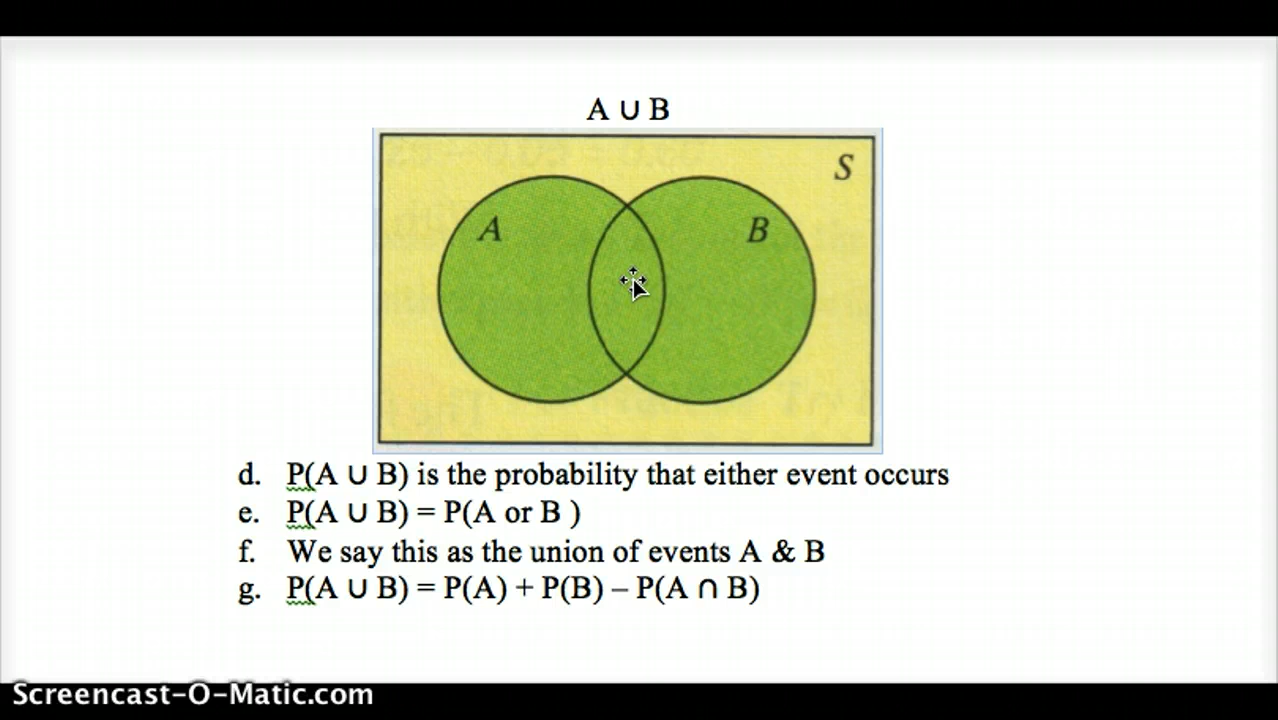 A ∪ B
S
A
B
d. P(A ∪ B) is the probability that either event occurs
e. P(A ∪ B) = P(A or B )
f. We say this as the union of events A & B
g. P(A ∪ B) = P(A) + P(B) – P(A ∩ B)
Screencast-O-Matic.com